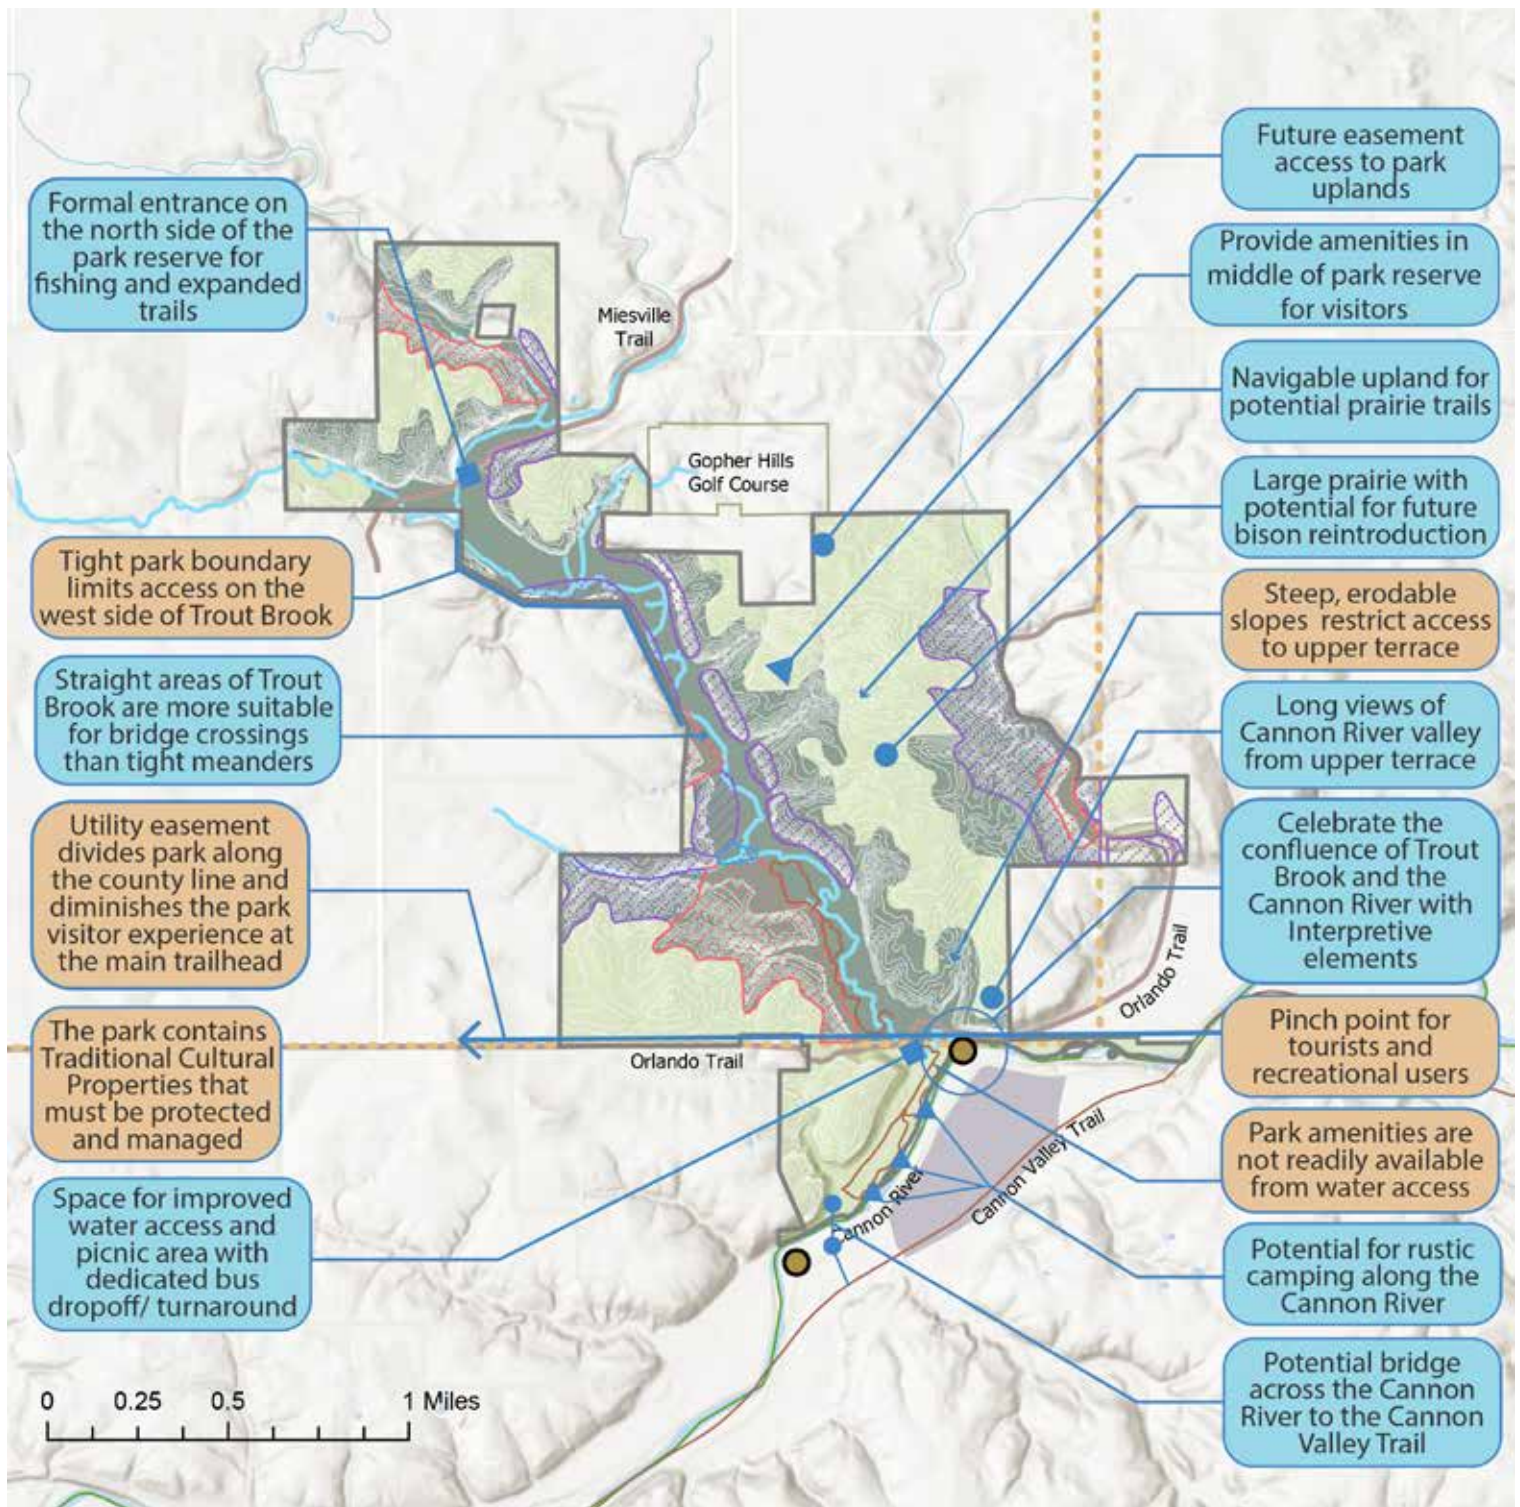 Formal entrance on
the north side of the
park reserve for
fishing and expanded
trails
Tight park boundary
limits access on the
west side of Trout Brook
Straight areas of Trout
Brook are more suitable
for bridge crossings
than tight meanders
Utility easement
divides park along
the county line and
diminishes the park
visitor experience at
the main trailhead
The park contains
Traditional Cultural
Properties that
must be protected
and managed
Space for improved
water access and
picnic area with
dedicated bus
dropoff/ turnaround
Miesville
Trail
Gopher Hills
Golf Course
Orlando Trail
Orlando Trail
Cannon River
Cannon Valley Trail
Future easement
access to park
uplands
Provide amenities in
middle of park reserve
for visitors
Navigable upland for
potential prairie trails
Large prairie with
potential for future
bison reintroduction
Steep, erodable
slopes restrict access
to upper terrace
Long views of
Cannon River valley
from upper terrace
Celebrate the
confluence of Trout
Brook and the
Cannon River with
Interpretive
elements
Pinch point for
tourists and
recreational users
Park amenities are
not readily available
from water access
Potential for rustic
camping along the
Cannon River
Potential bridge
across the Cannon
River to the Cannon
Valley Trail
0 0.25 0.5 1 Miles